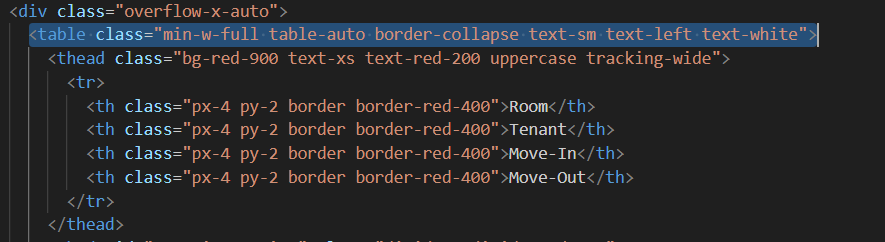 <div class="overflow-x-auto">
<table class="min-w-full table-auto border-collapse text-sm text-left text-white">
<thead class="bg-red-900 text-xs text-red-200 uppercase tracking-wide">
<tr>
<th class="px-4 py-2 border border-red-400">Room</th>
<th class="px-4 py-2 border border-red-400">Tenant</th>
<th class="px-4 py-2 border border-red-400">Move-In</th>
<th class="px-4 py-2 border border-red-400">Move-Out</th>
</tr>
</thead>